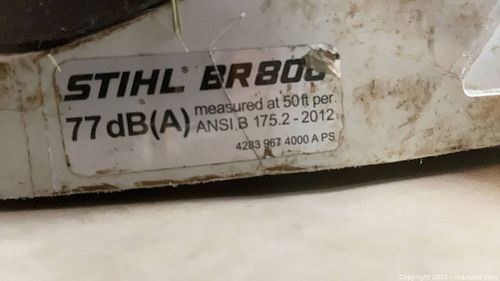 STIHL® BR800
77 dB(A) measured at 50 ft per
ANSI B 175.2 - 2012
4283 967 4000 A PS
Copyright 2025 - maxsold.com